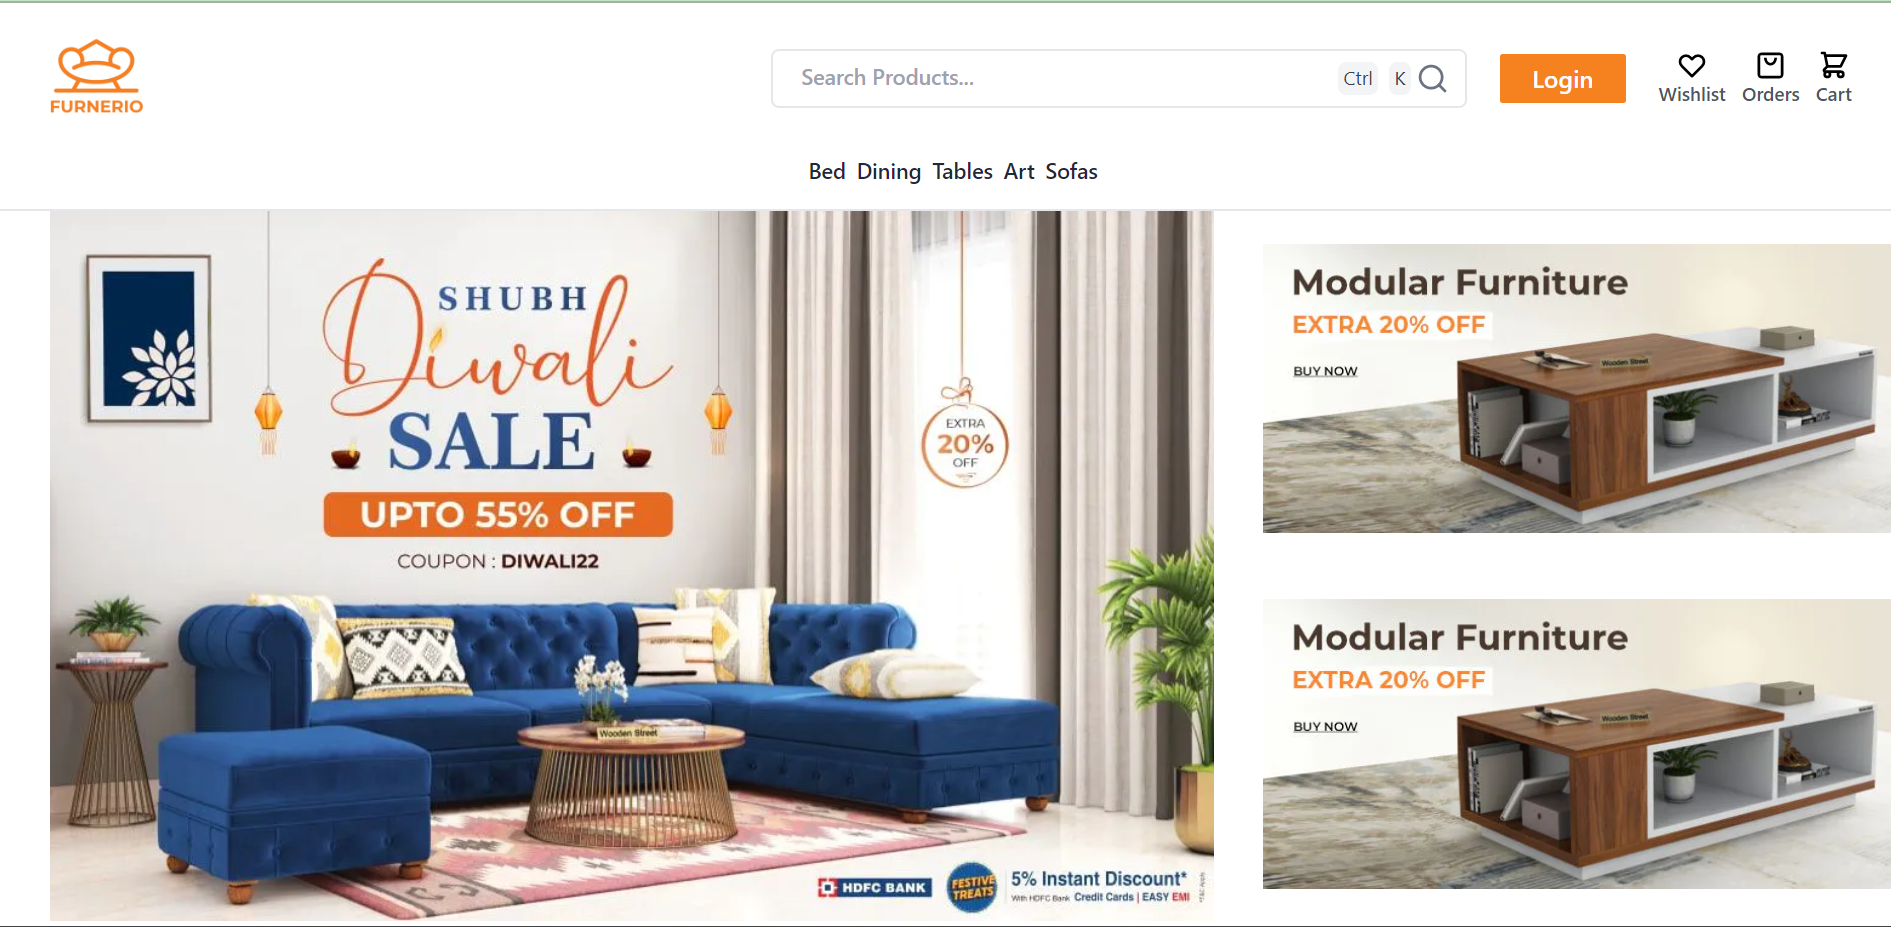 FURNERIO
Search Products...
Ctrl K
Login
Wishlist Orders Cart
Bed Dining Tables Art Sofas
SHUBH
Diwali
SALE
UPTO 55% OFF
COUPON : DIWALI22
EXTRA
20%
OFF
Wooden Street
HDFC BANK
FESTIVE
TREATS
5% Instant Discount*
With HDFC Bank Credit Cards | EASY EMI
Modular Furniture
EXTRA 20% OFF
BUY NOW
Wooden Street
Modular Furniture
EXTRA 20% OFF
BUY NOW
Wooden Street